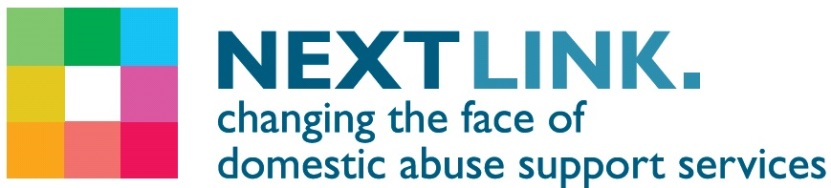 NEXTLINK.
changing the face of
domestic abuse support services